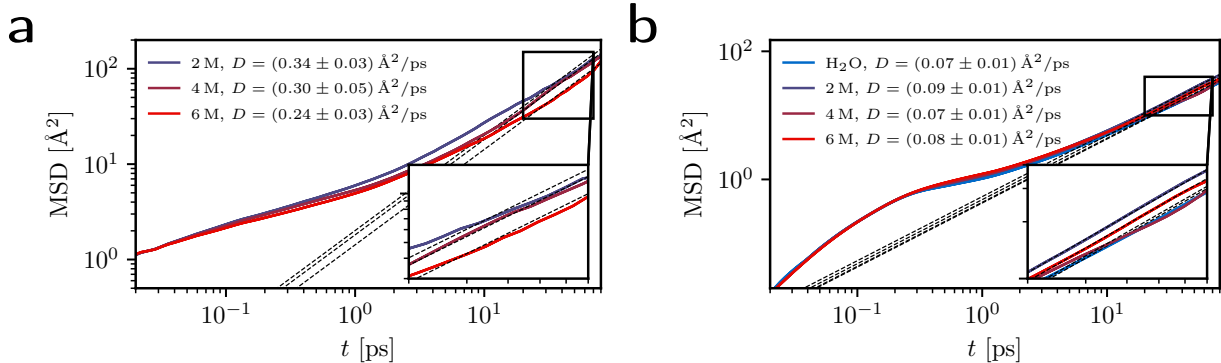 a
MSD [Å²]
10²
10¹
10⁰
2 M, D = (0.34 ± 0.03) Å²/ps
4 M, D = (0.30 ± 0.05) Å²/ps
6 M, D = (0.24 ± 0.03) Å²/ps
10⁻¹ 10⁰ 10¹
t [ps]
b
MSD [Å²]
10²
10⁰
H₂O, D = (0.07 ± 0.01) Å²/ps
2 M, D = (0.09 ± 0.01) Å²/ps
4 M, D = (0.07 ± 0.01) Å²/ps
6 M, D = (0.08 ± 0.01) Å²/ps
10⁻¹ 10⁰ 10¹
t [ps]